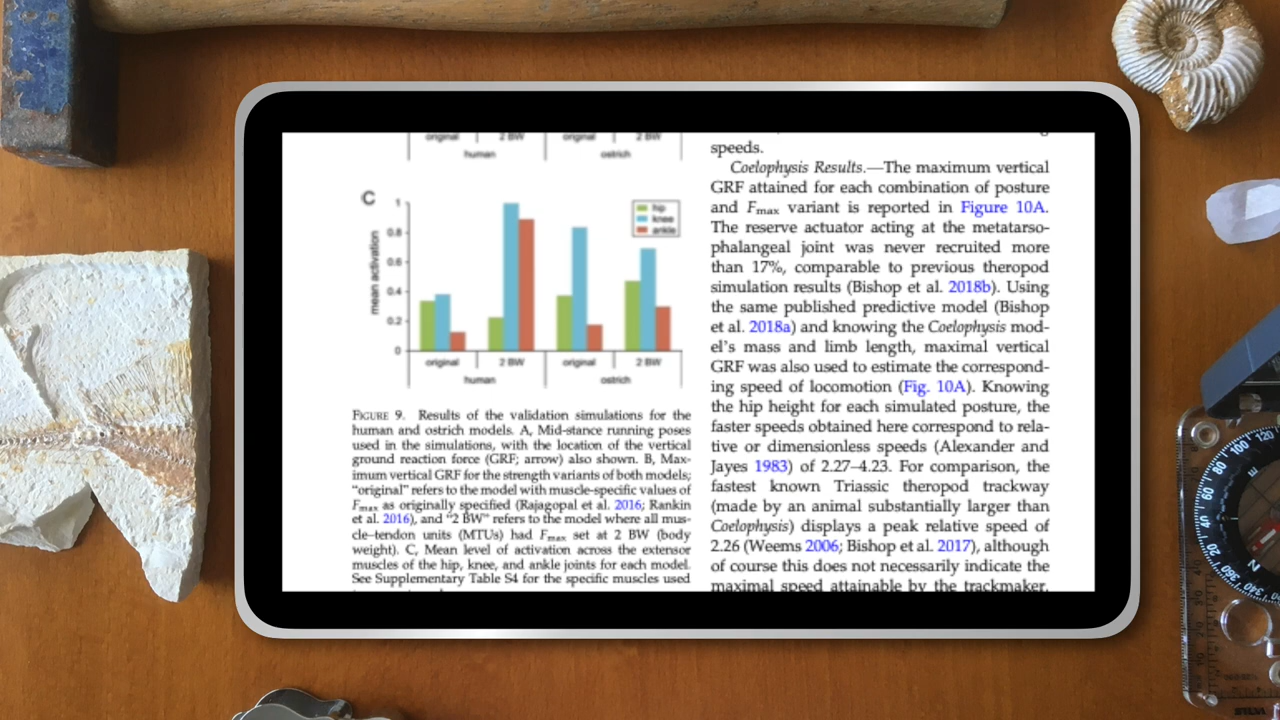 original 2 BW original 2 BW
human ostrich
C
1
0.8
0.6
0.4
0.2
0
mean activation
hip
knee
ankle
original 2 BW original 2 BW
human ostrich
FIGURE 9. Results of the validation simulations for the
human and ostrich models. A, Mid-stance running poses
used in the simulations, with the location of the vertical
ground reaction force (GRF; arrow) also shown. B, Max-
imum vertical GRF for the strength variants of both models;
“original” refers to the model with muscle-specific values of
Fmax as originally specified (Rajagopal et al. 2016; Rankin
et al. 2016), and “2 BW” refers to the model where all mus-
cle–tendon units (MTUs) had Fmax set at 2 BW (body
weight). C, Mean level of activation across the extensor
muscles of the hip, knee, and ankle joints for each model.
See Supplementary Table S4 for the specific muscles used
speeds.
Coelophysis Results.—The maximum vertical
GRF attained for each combination of posture
and Fmax variant is reported in Figure 10A.
The reserve actuator acting at the metatarso-
phalangeal joint was never recruited more
than 17%, comparable to previous theropod
simulation results (Bishop et al. 2018b). Using
the same published predictive model (Bishop
et al. 2018a) and knowing the Coelophysis mod-
el's mass and limb length, maximal vertical
GRF was also used to estimate the correspond-
ing speed of locomotion (Fig. 10A). Knowing
the hip height for each simulated posture, the
faster speeds obtained here correspond to rela-
tive or dimensionless speeds (Alexander and
Jayes 1983) of 2.27–4.23. For comparison, the
fastest known Triassic theropod trackway
(made by an animal substantially larger than
Coelophysis) displays a peak relative speed of
2.26 (Weems 2006; Bishop et al. 2017), although
of course this does not necessarily indicate the
maximal speed attainable by the trackmaker.
120
100
80
60
40
20
360
340
N
E